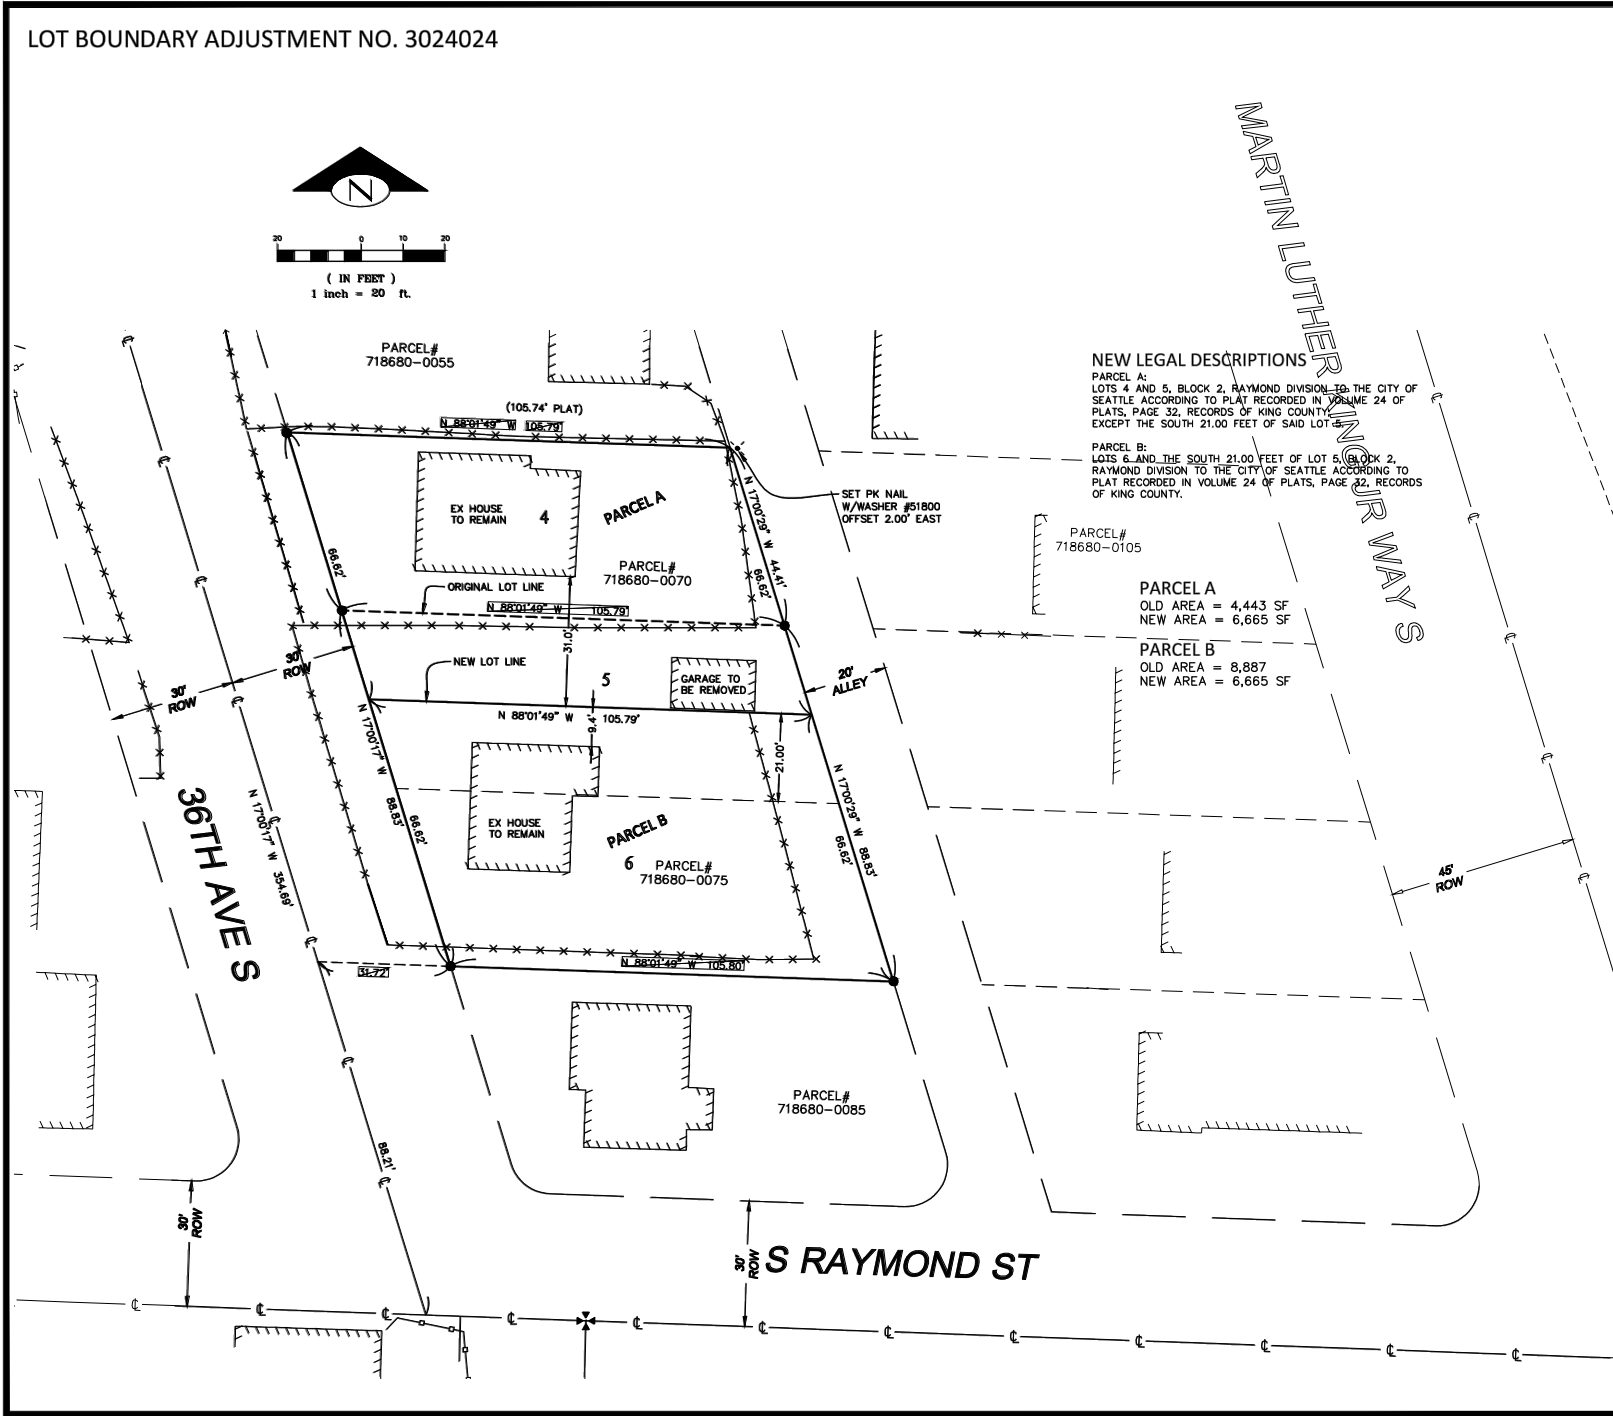 LOT BOUNDARY ADJUSTMENT NO. 3024024
MARTIN LUTHER KING JR WAY S
N
20 0 10 20
( IN FEET )
1 inch = 20 ft.
PARCEL#
718680-0055
(105.74' PLAT)
N 88°01'49" W 105.79'
NEW LEGAL DESCRIPTIONS
PARCEL A:
LOTS 4 AND 5, BLOCK 2, RAYMOND DIVISION TO THE CITY OF
SEATTLE ACCORDING TO PLAT RECORDED IN VOLUME 24 OF
PLATS, PAGE 32, RECORDS OF KING COUNTY;
EXCEPT THE SOUTH 21.00 FEET OF SAID LOT 5.
PARCEL B:
LOTS 6 AND THE SOUTH 21.00 FEET OF LOT 5, BLOCK 2,
RAYMOND DIVISION TO THE CITY OF SEATTLE ACCORDING TO
PLAT RECORDED IN VOLUME 24 OF PLATS, PAGE 32, RECORDS
OF KING COUNTY.
EX HOUSE
TO REMAIN
4
PARCEL A
N 17°00'29" W 44.41'
66.62'
SET PK NAIL
W/WASHER #51800
OFFSET 2.00' EAST
PARCEL#
718680-0105
66.62'
PARCEL#
718680-0070
ORIGINAL LOT LINE
N 88°01'49" W 105.79'
PARCEL A
OLD AREA = 4,443 SF
NEW AREA = 6,665 SF
PARCEL B
OLD AREA = 8,887
NEW AREA = 6,665 SF
31.0'
30'
ROW
30'
ROW
NEW LOT LINE
5
GARAGE TO
BE REMOVED
20'
ALLEY
N 88°01'49" W 105.79'
9.4'
21.00'
N 17°00'17" W 88.83'
66.62'
N 17°00'29" W 88.83'
66.62'
36TH AVE S
N 17°00'17" W 354.69'
EX HOUSE
TO REMAIN
PARCEL B
6
PARCEL#
718680-0075
45'
ROW
31.72'
N 88°01'49" W 105.80'
PARCEL#
718680-0085
88.21'
30'
ROW
30'
ROW
S RAYMOND ST